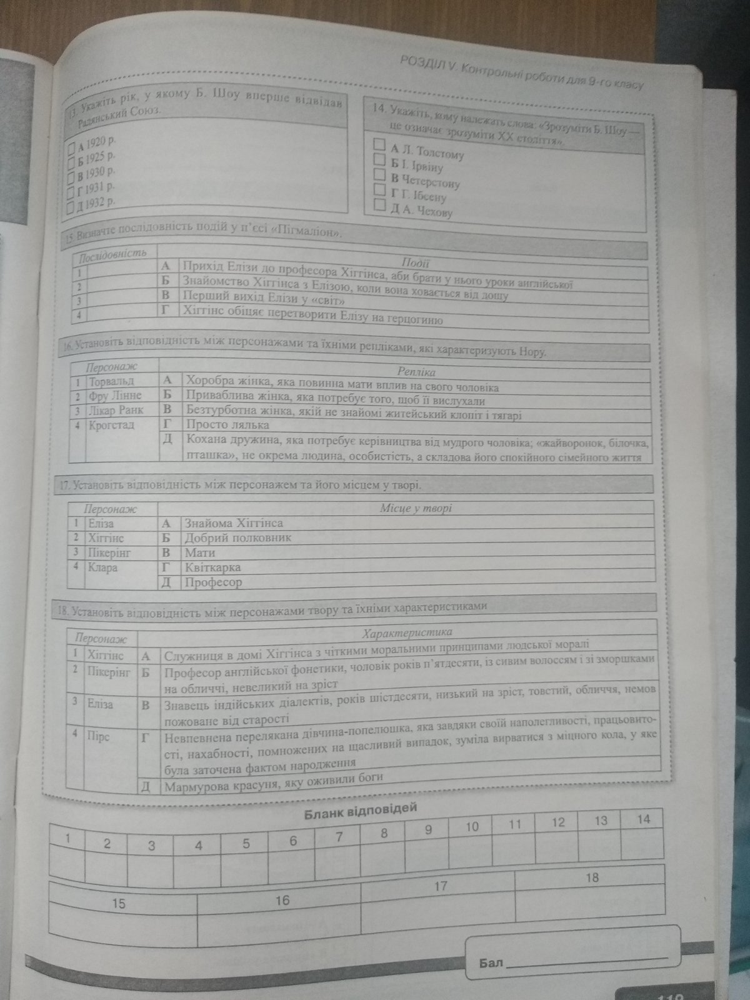 РОЗДІЛ V. Контрольні роботи для 9-го класу
13. Укажіть рік, у якому Б. Шоу вперше відвідав
Радянський Союз.
А 1920 р.
Б 1925 р.
В 1930 р.
Г 1931 р.
Д 1932 р.
14. Укажіть, кому належать слова: «Зрозуміти Б. Шоу —
це означає зрозуміти XX століття».
А Л. Толстому
Б І. Ірвіну
В Четерстону
Г Г. Ібсену
Д А. Чехову
15. Визначте послідовність подій у п’єсі «Пігмаліон».
Послідовність Події
1 А Прихід Елізи до професора Хіггінса, аби брати у нього уроки англійської
2 Б Знайомство Хіггінса з Елізою, коли вона ховається від дощу
3 В Перший вихід Елізи у «світ»
4 Г Хіггінс обіцяє перетворити Елізу на герцогиню
16. Установіть відповідність між персонажами та їхніми репліками, які характеризують Нору.
Персонаж Репліка
1 Торвальд А Хоробра жінка, яка повинна мати вплив на свого чоловіка
2 Фру Лінне Б Приваблива жінка, яка потребує того, щоб її вислухали
3 Лікар Ранк В Безтурботна жінка, якій не знайомі житейський клопіт і тягарі
4 Крогстад Г Просто лялька
Д Кохана дружина, яка потребує керівництва від мудрого чоловіка; «жайворонок, білочка,
пташка», не окрема людина, особистість, а складова його спокійного сімейного життя
17. Установіть відповідність між персонажем та його місцем у творі.
Персонаж Місце у творі
1 Еліза А Знайома Хіггінса
2 Хіггінс Б Добрий полковник
3 Пікерінг В Мати
4 Клара Г Квіткарка
Д Професор
18. Установіть відповідність між персонажами твору та їхніми характеристиками
Персонаж Характеристика
1 Хіггінс А Служниця в домі Хіггінса з чіткими моральними принципами людської моралі
2 Пікерінг Б Професор англійської фонетики, чоловік років п’ятдесяти, із сивим волоссям і зі зморшками
на обличчі, невеликий на зріст
3 Еліза В Знавець індійських діалектів, років шістдесяти, низький на зріст, товстий, обличчя, немов
пожоване від старості
4 Пірс Г Невпевнена перелякана дівчина-попелюшка, яка завдяки своїй наполегливості, працьовито-
сті, нахабності, помножених на щасливий випадок, зуміла вирватися з міцного кола, у яке
була заточена фактом народження
Д Мармурова красуня, яку оживили боги
Бланк відповідей
1 2 3 4 5 6 7 8 9 10 11 12 13 14
15 16 17 18
Бал